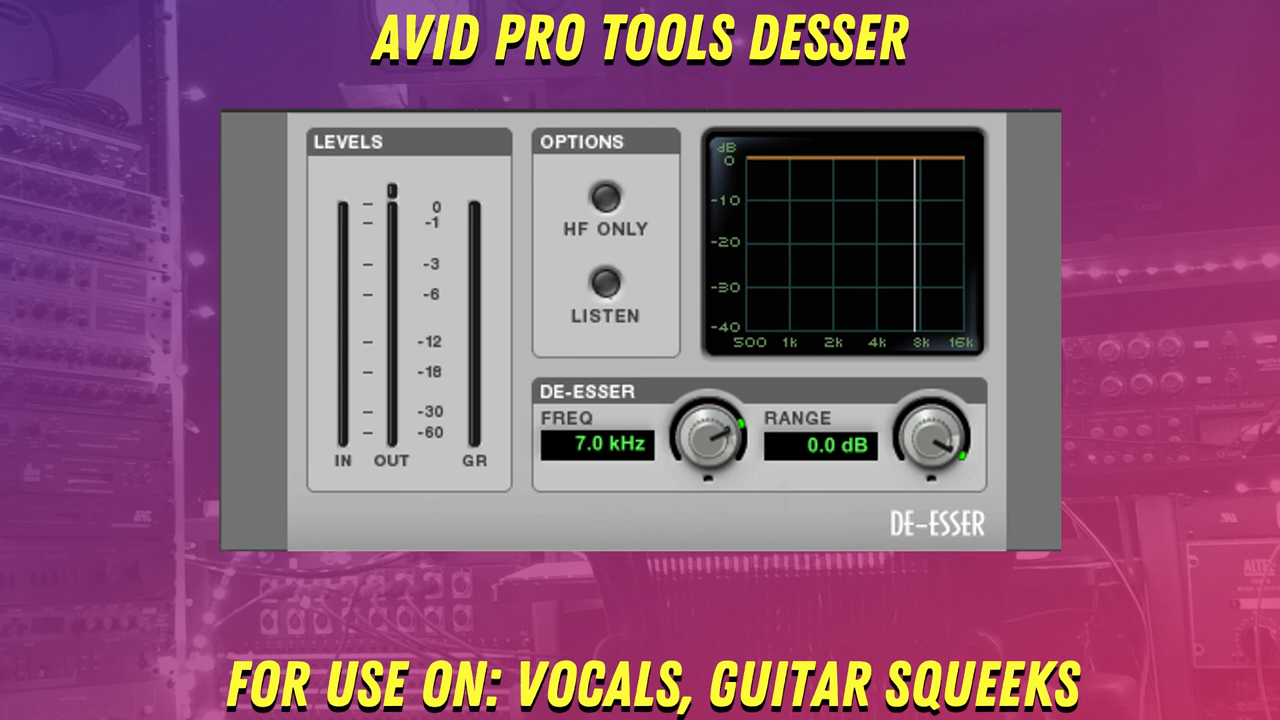 AVID PRO TOOLS DESSER
LEVELS
0
-1
-3
-6
-12
-18
-30
-60
IN OUT GR
OPTIONS
HF ONLY
LISTEN
dB
0
-10
-20
-30
-40
500 1k 2k 4k 8k 16k
DE-ESSER
FREQ
7.0 kHz
RANGE
0.0 dB
DE-ESSER
FOR USE ON: VOCALS, GUITAR SQUEEKS